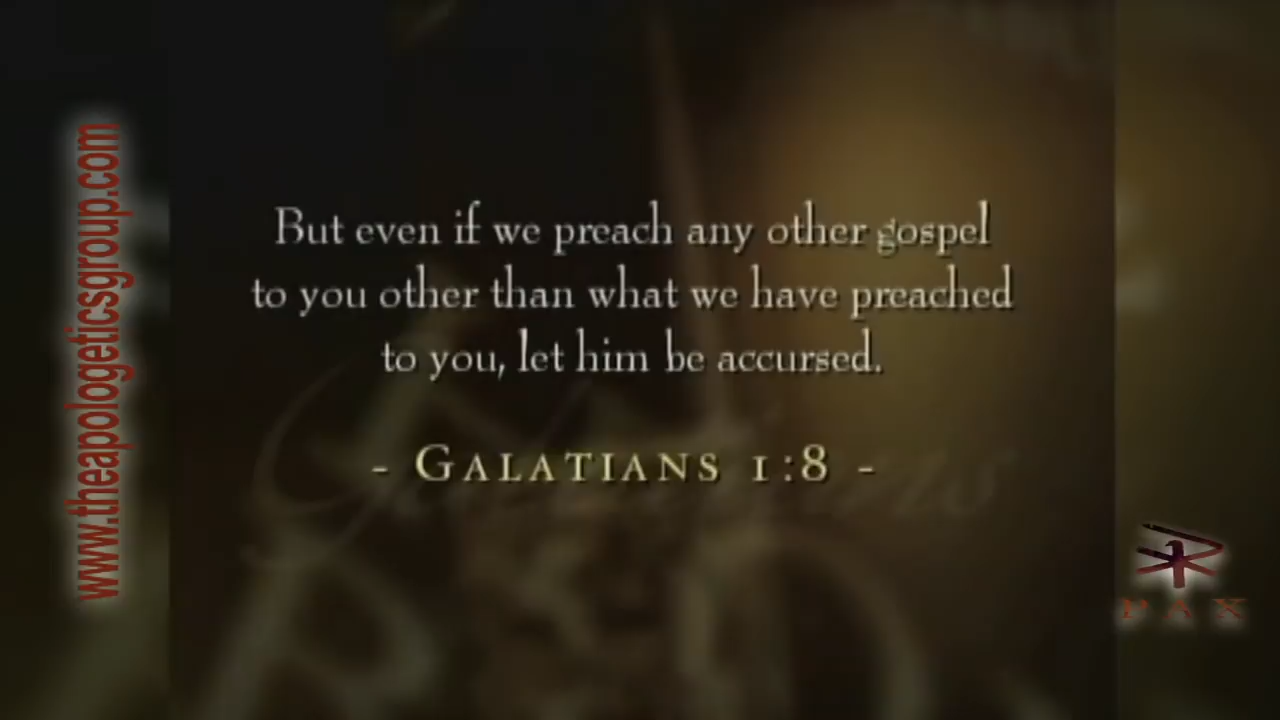 www.theapologeticsgroup.com
But even if we preach any other gospel
to you other than what we have preached
to you, let him be accursed.
- GALATIANS 1:8 -
PAX